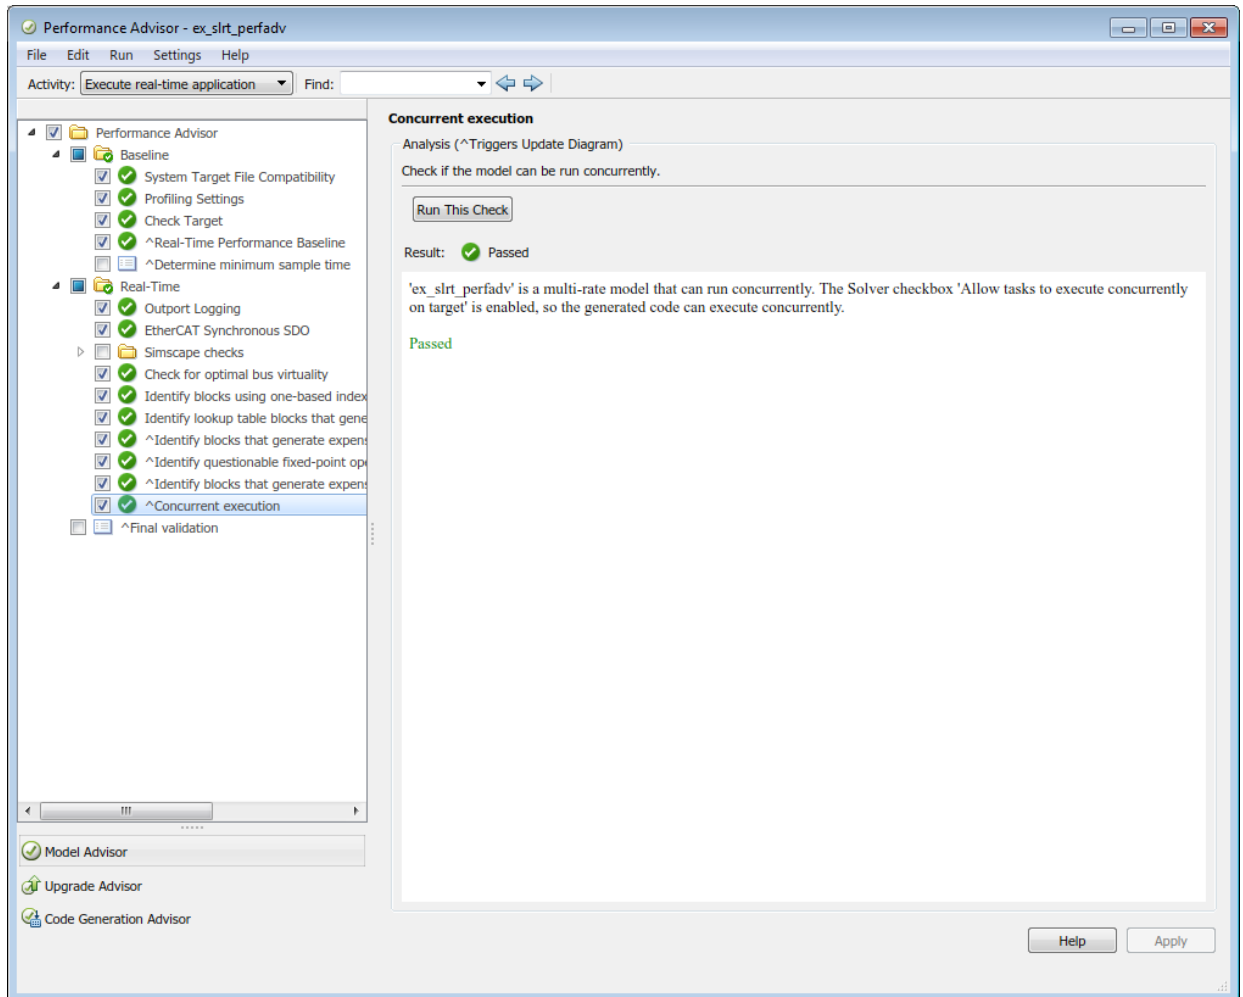 Performance Advisor - ex_slrt_perfadv
File Edit Run Settings Help
Activity: Execute real-time application Find:
Performance Advisor
Baseline
System Target File Compatibility
Profiling Settings
Check Target
^Real-Time Performance Baseline
^Determine minimum sample time
Real-Time
Outport Logging
EtherCAT Synchronous SDO
Simscape checks
Check for optimal bus virtuality
Identify blocks using one-based index
Identify lookup table blocks that gene
^Identify blocks that generate expens
^Identify questionable fixed-point ope
^Identify blocks that generate expens
^Concurrent execution
^Final validation
Model Advisor
Upgrade Advisor
Code Generation Advisor
Concurrent execution
Analysis (^Triggers Update Diagram)
Check if the model can be run concurrently.
Run This Check
Result: Passed
'ex_slrt_perfadv' is a multi-rate model that can run concurrently. The Solver checkbox 'Allow tasks to execute concurrently
on target' is enabled, so the generated code can execute concurrently.
Passed
Help Apply